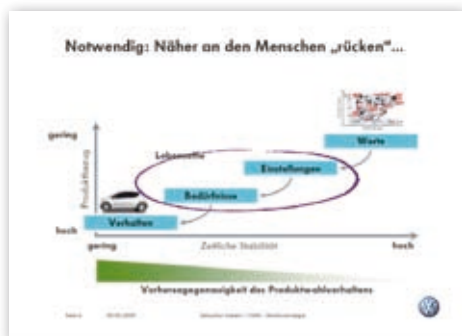 Notwendig: Näher an den Menschen „rücken“...
gering
Produktbezug
hoch
Werte
Lebensstile
Einstellungen
Bedürfnisse
Verhalten
gering
Zeitliche Stabilität
hoch
Vorhersagegenauigkeit des Produktwahlverhaltens